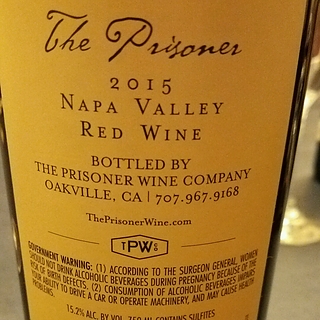 The Prisoner
2015
NAPA VALLEY
RED WINE
BOTTLED BY
THE PRISONER WINE COMPANY
OAKVILLE, CA | 707.967.9168
ThePrisonerWine.com
TPWS
GOVERNMENT WARNING: (1) ACCORDING TO THE SURGEON GENERAL, WOMEN
SHOULD NOT DRINK ALCOHOLIC BEVERAGES DURING PREGNANCY BECAUSE OF THE
RISK OF BIRTH DEFECTS. (2) CONSUMPTION OF ALCOHOLIC BEVERAGES IMPAIRS
YOUR ABILITY TO DRIVE A CAR OR OPERATE MACHINERY, AND MAY CAUSE HEALTH
PROBLEMS.
15.2% ALC. BY VOL. 750 ML CONTAINS SULFITES